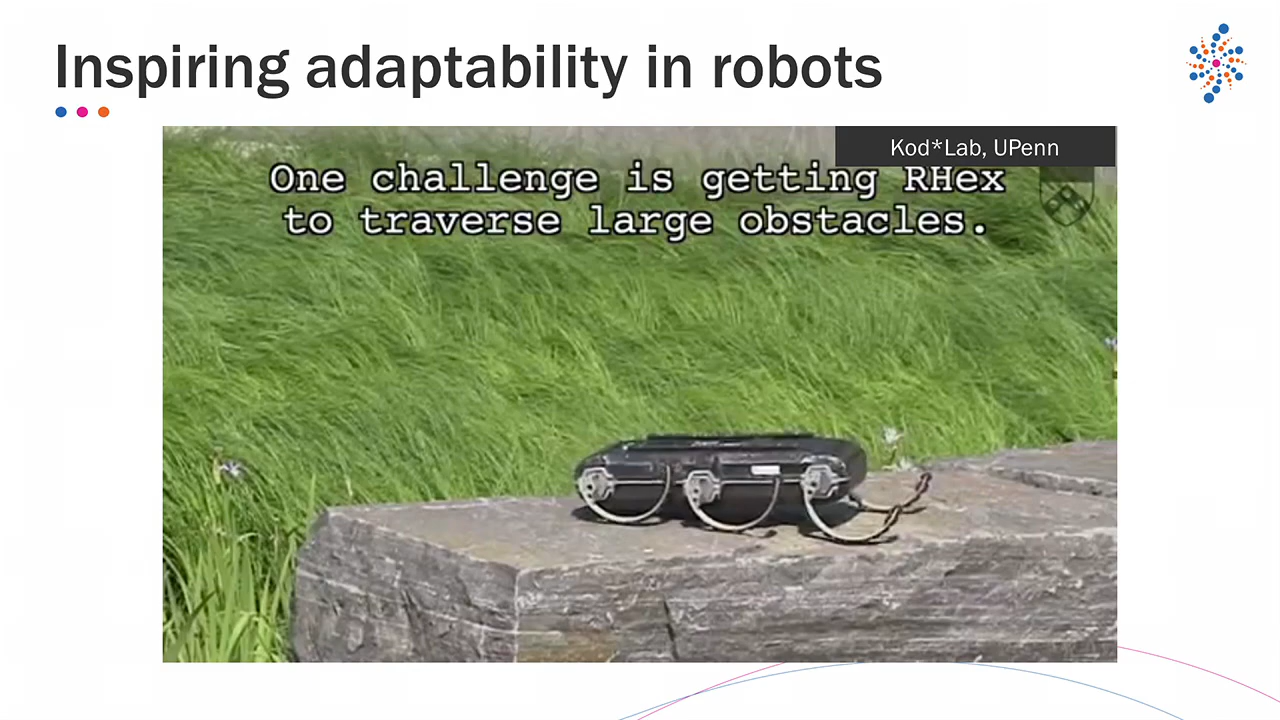 Inspiring adaptability in robots
Kod*Lab, UPenn
One challenge is getting RHex
to traverse large obstacles.